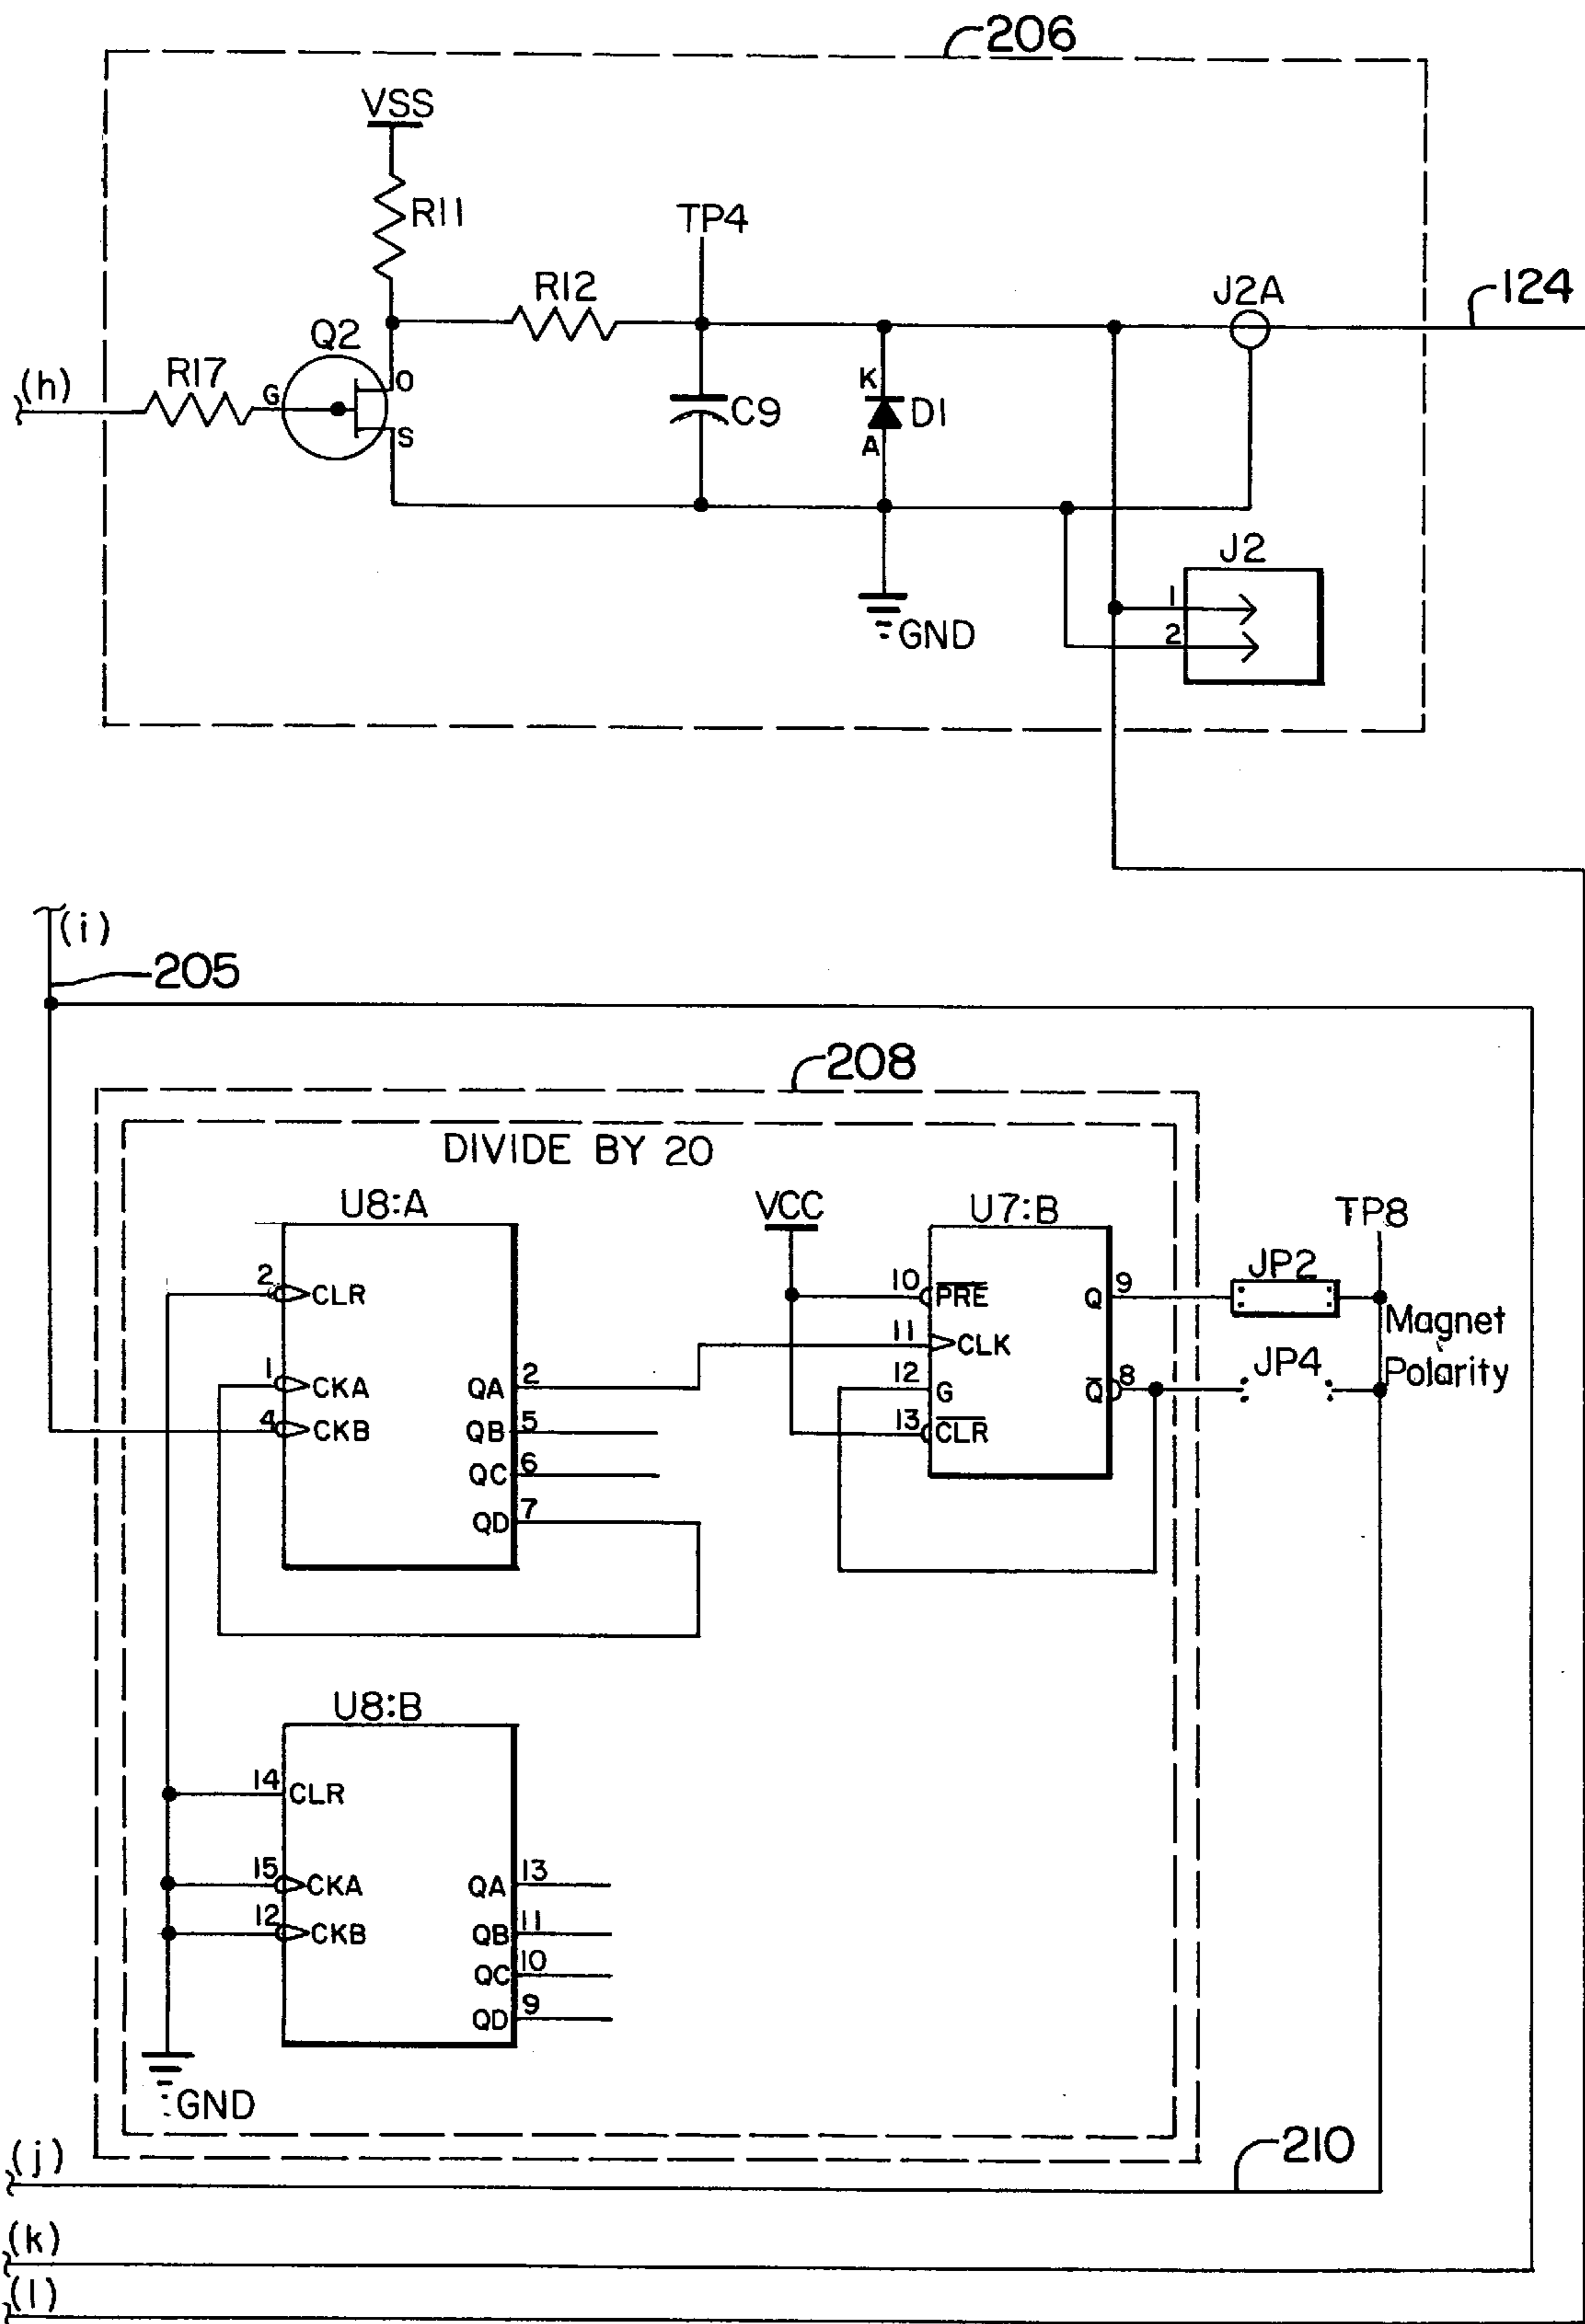 206
VSS
R11
TP4
R12
J2A
124
Q2
(h)
R17
G
O
S
K
C9
D1
A
J2
1
2
GND
(i)
205
208
DIVIDE BY 20
U8:A
VCC
U7:B
TP8
2
CLR
10
PRE
Q
9
JP2
Magnet
11
CLK
1
CKA
QA
2
12
G
Q
8
JP4
Polarity
4
CKB
QB
5
13
CLR
QC
6
QD
7
U8:B
14
CLR
15
CKA
QA
13
12
CKB
QB
11
QC
10
QD
9
GND
(j)
210
(k)
(l)